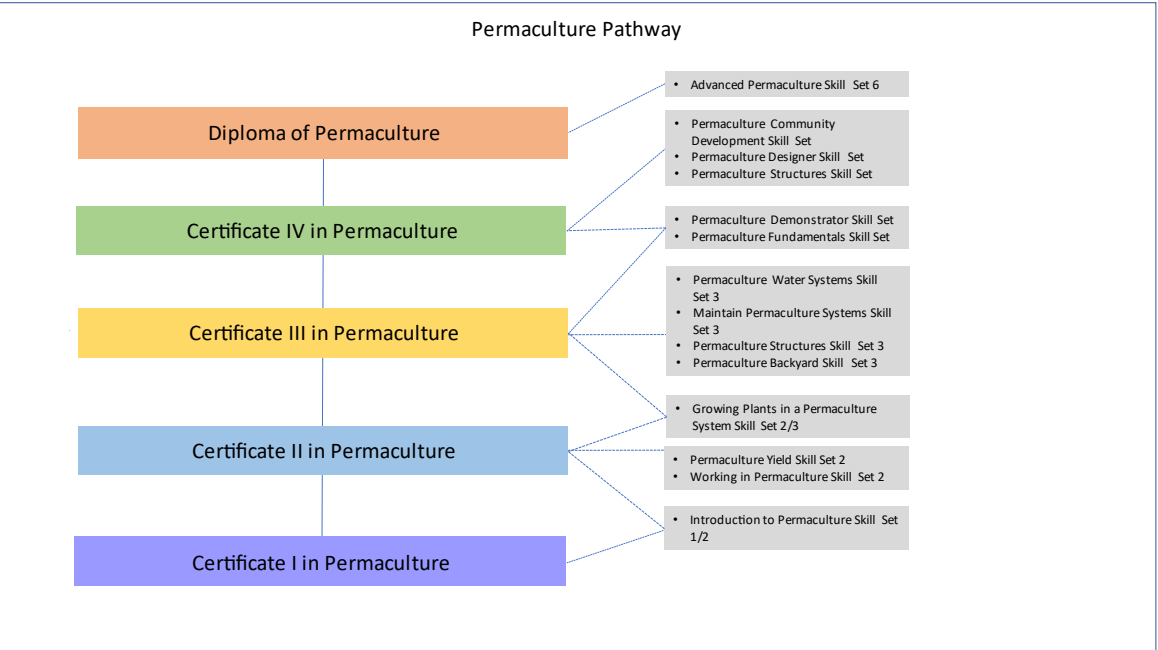 Permaculture Pathway
Diploma of Permaculture
Certificate IV in Permaculture
Certificate III in Permaculture
Certificate II in Permaculture
Certificate I in Permaculture
• Advanced Permaculture Skill Set 6
• Permaculture Community
Development Skill Set
• Permaculture Designer Skill Set
• Permaculture Structures Skill Set
• Permaculture Demonstrator Skill Set
• Permaculture Fundamentals Skill Set
• Permaculture Water Systems Skill
Set 3
• Maintain Permaculture Systems Skill
Set 3
• Permaculture Structures Skill Set 3
• Permaculture Backyard Skill Set 3
• Growing Plants in a Permaculture
System Skill Set 2/3
• Permaculture Yield Skill Set 2
• Working in Permaculture Skill Set 2
• Introduction to Permaculture Skill Set
1/2